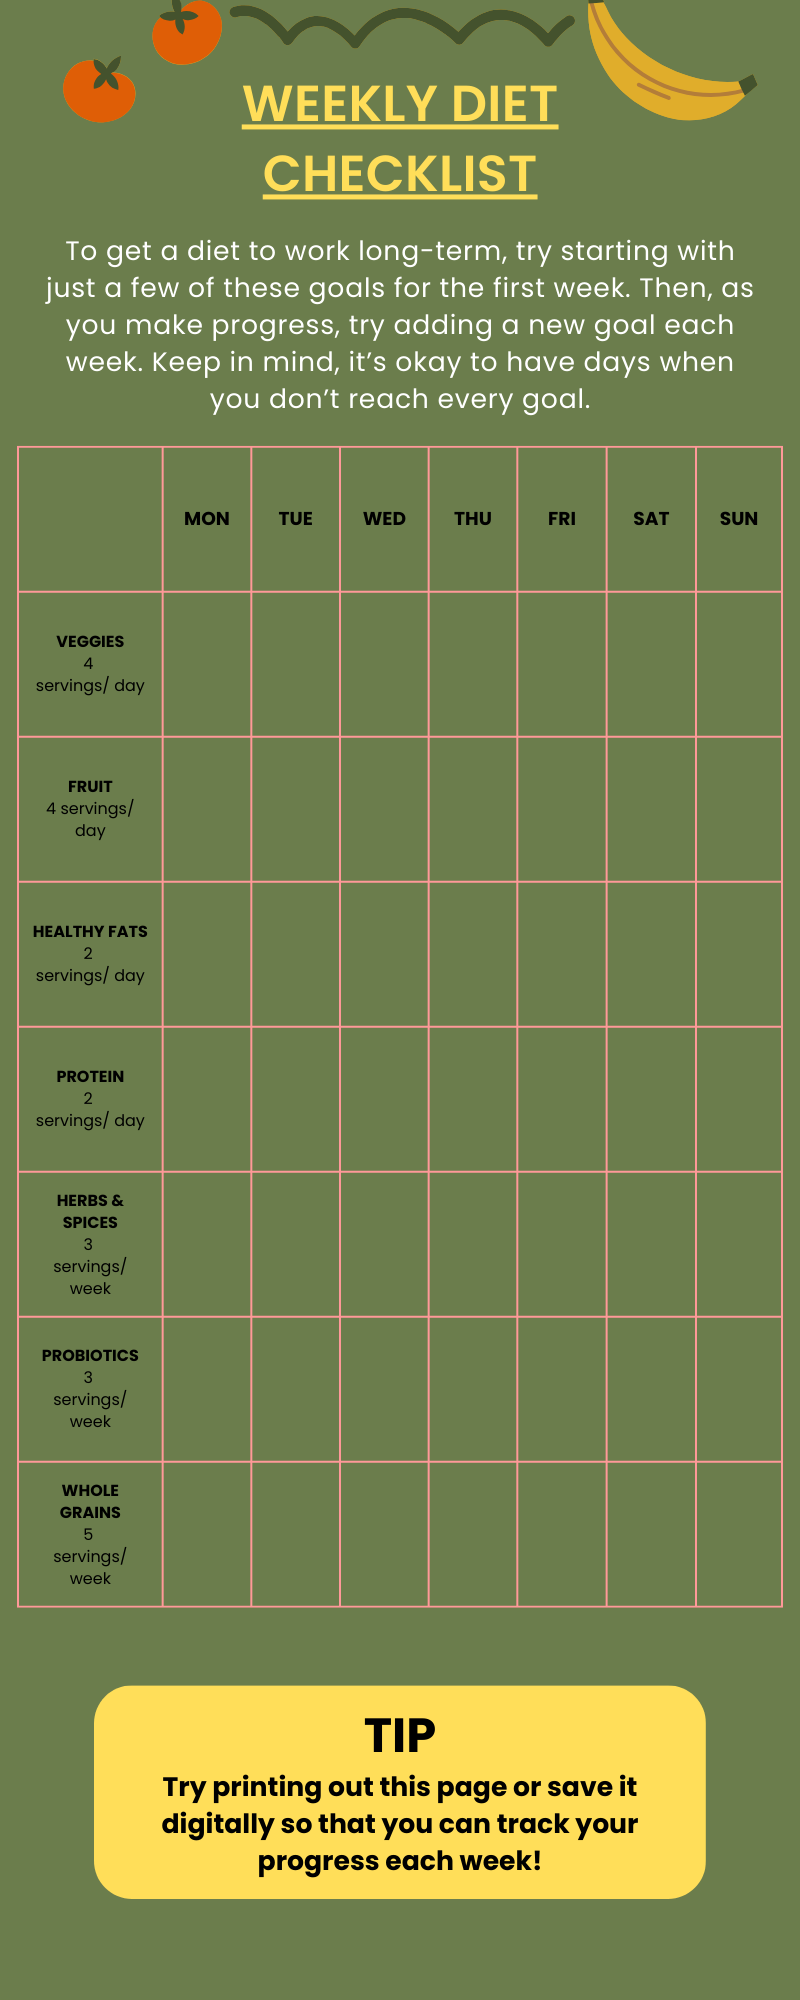 WEEKLY DIET
CHECKLIST
To get a diet to work long-term, try starting with
just a few of these goals for the first week. Then, as
you make progress, try adding a new goal each
week. Keep in mind, it’s okay to have days when
you don’t reach every goal.
MON TUE WED THU FRI SAT SUN
VEGGIES
4
servings/ day
FRUIT
4 servings/
day
HEALTHY FATS
2
servings/ day
PROTEIN
2
servings/ day
HERBS &
SPICES
3
servings/
week
PROBIOTICS
3
servings/
week
WHOLE
GRAINS
5
servings/
week
TIP
Try printing out this page or save it
digitally so that you can track your
progress each week!